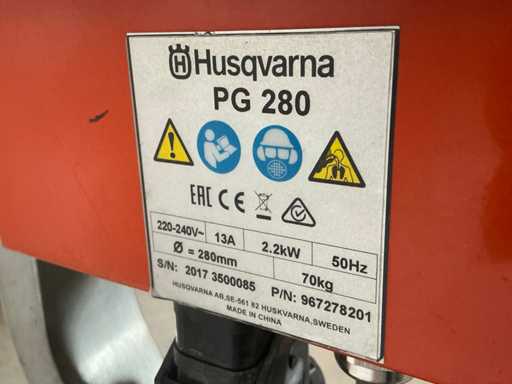 Husqvarna
PG 280
EAC CE
220-240V~ 13A 2.2kW 50Hz
Ø = 280mm 70kg
S/N: 2017 3500085 P/N: 967278201
HUSQVARNA AB, SE-561 82 HUSKVARNA, SWEDEN
MADE IN CHINA